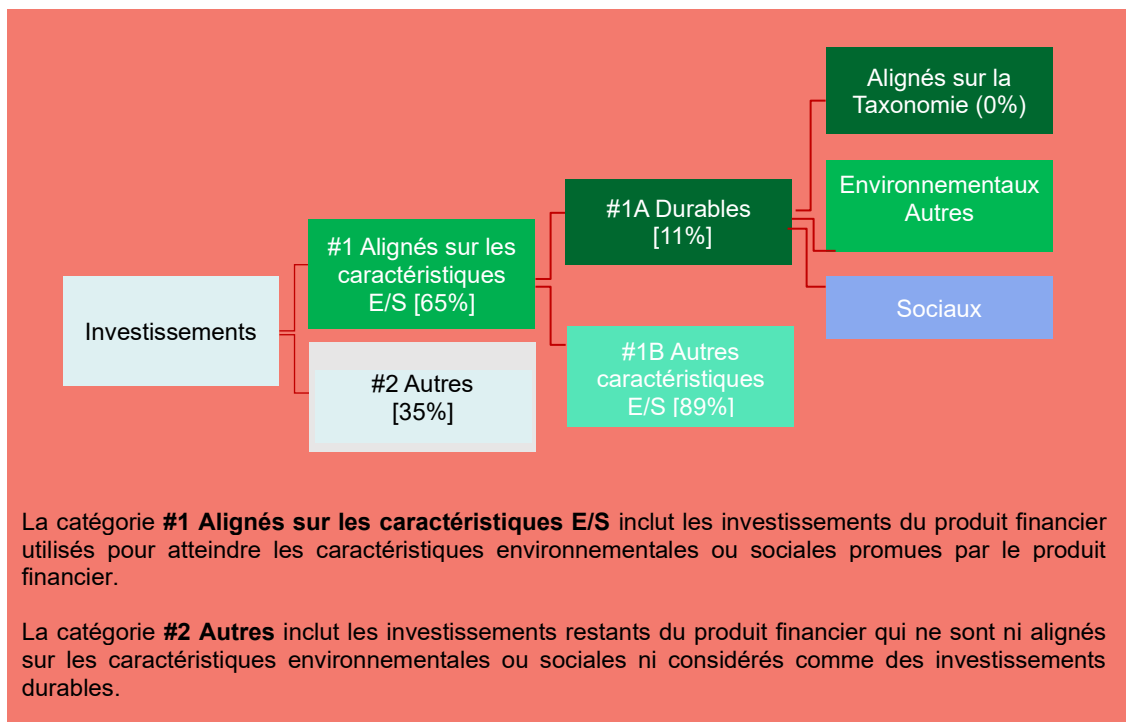 Alignés sur la
Taxonomie (0%)
Environnementaux
Autres
#1A Durables
[11%]
#1 Alignés sur les
caractéristiques
E/S [65%]
Sociaux
Investissements
#1B Autres
caractéristiques
E/S [89%]
#2 Autres
[35%]
La catégorie #1 Alignés sur les caractéristiques E/S inclut les investissements du produit financier
utilisés pour atteindre les caractéristiques environnementales ou sociales promues par le produit
financier.
La catégorie #2 Autres inclut les investissements restants du produit financier qui ne sont ni alignés
sur les caractéristiques environnementales ou sociales ni considérés comme des investissements
durables.